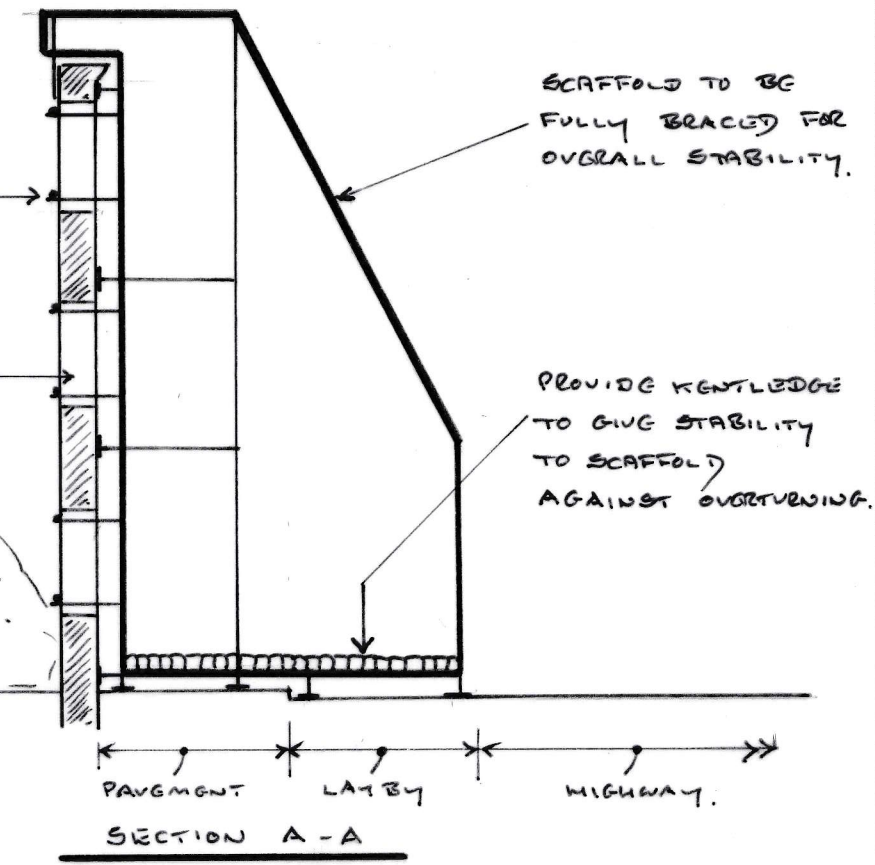 SCAFFOLD TO BE
FULLY BRACED FOR
OVERALL STABILITY.
PROVIDE KENTLEDGE
TO GIVE STABILITY
TO SCAFFOLD
AGAINST OVERTURNING.
PAVEMENT LAYBY HIGHWAY.
SECTION A-A